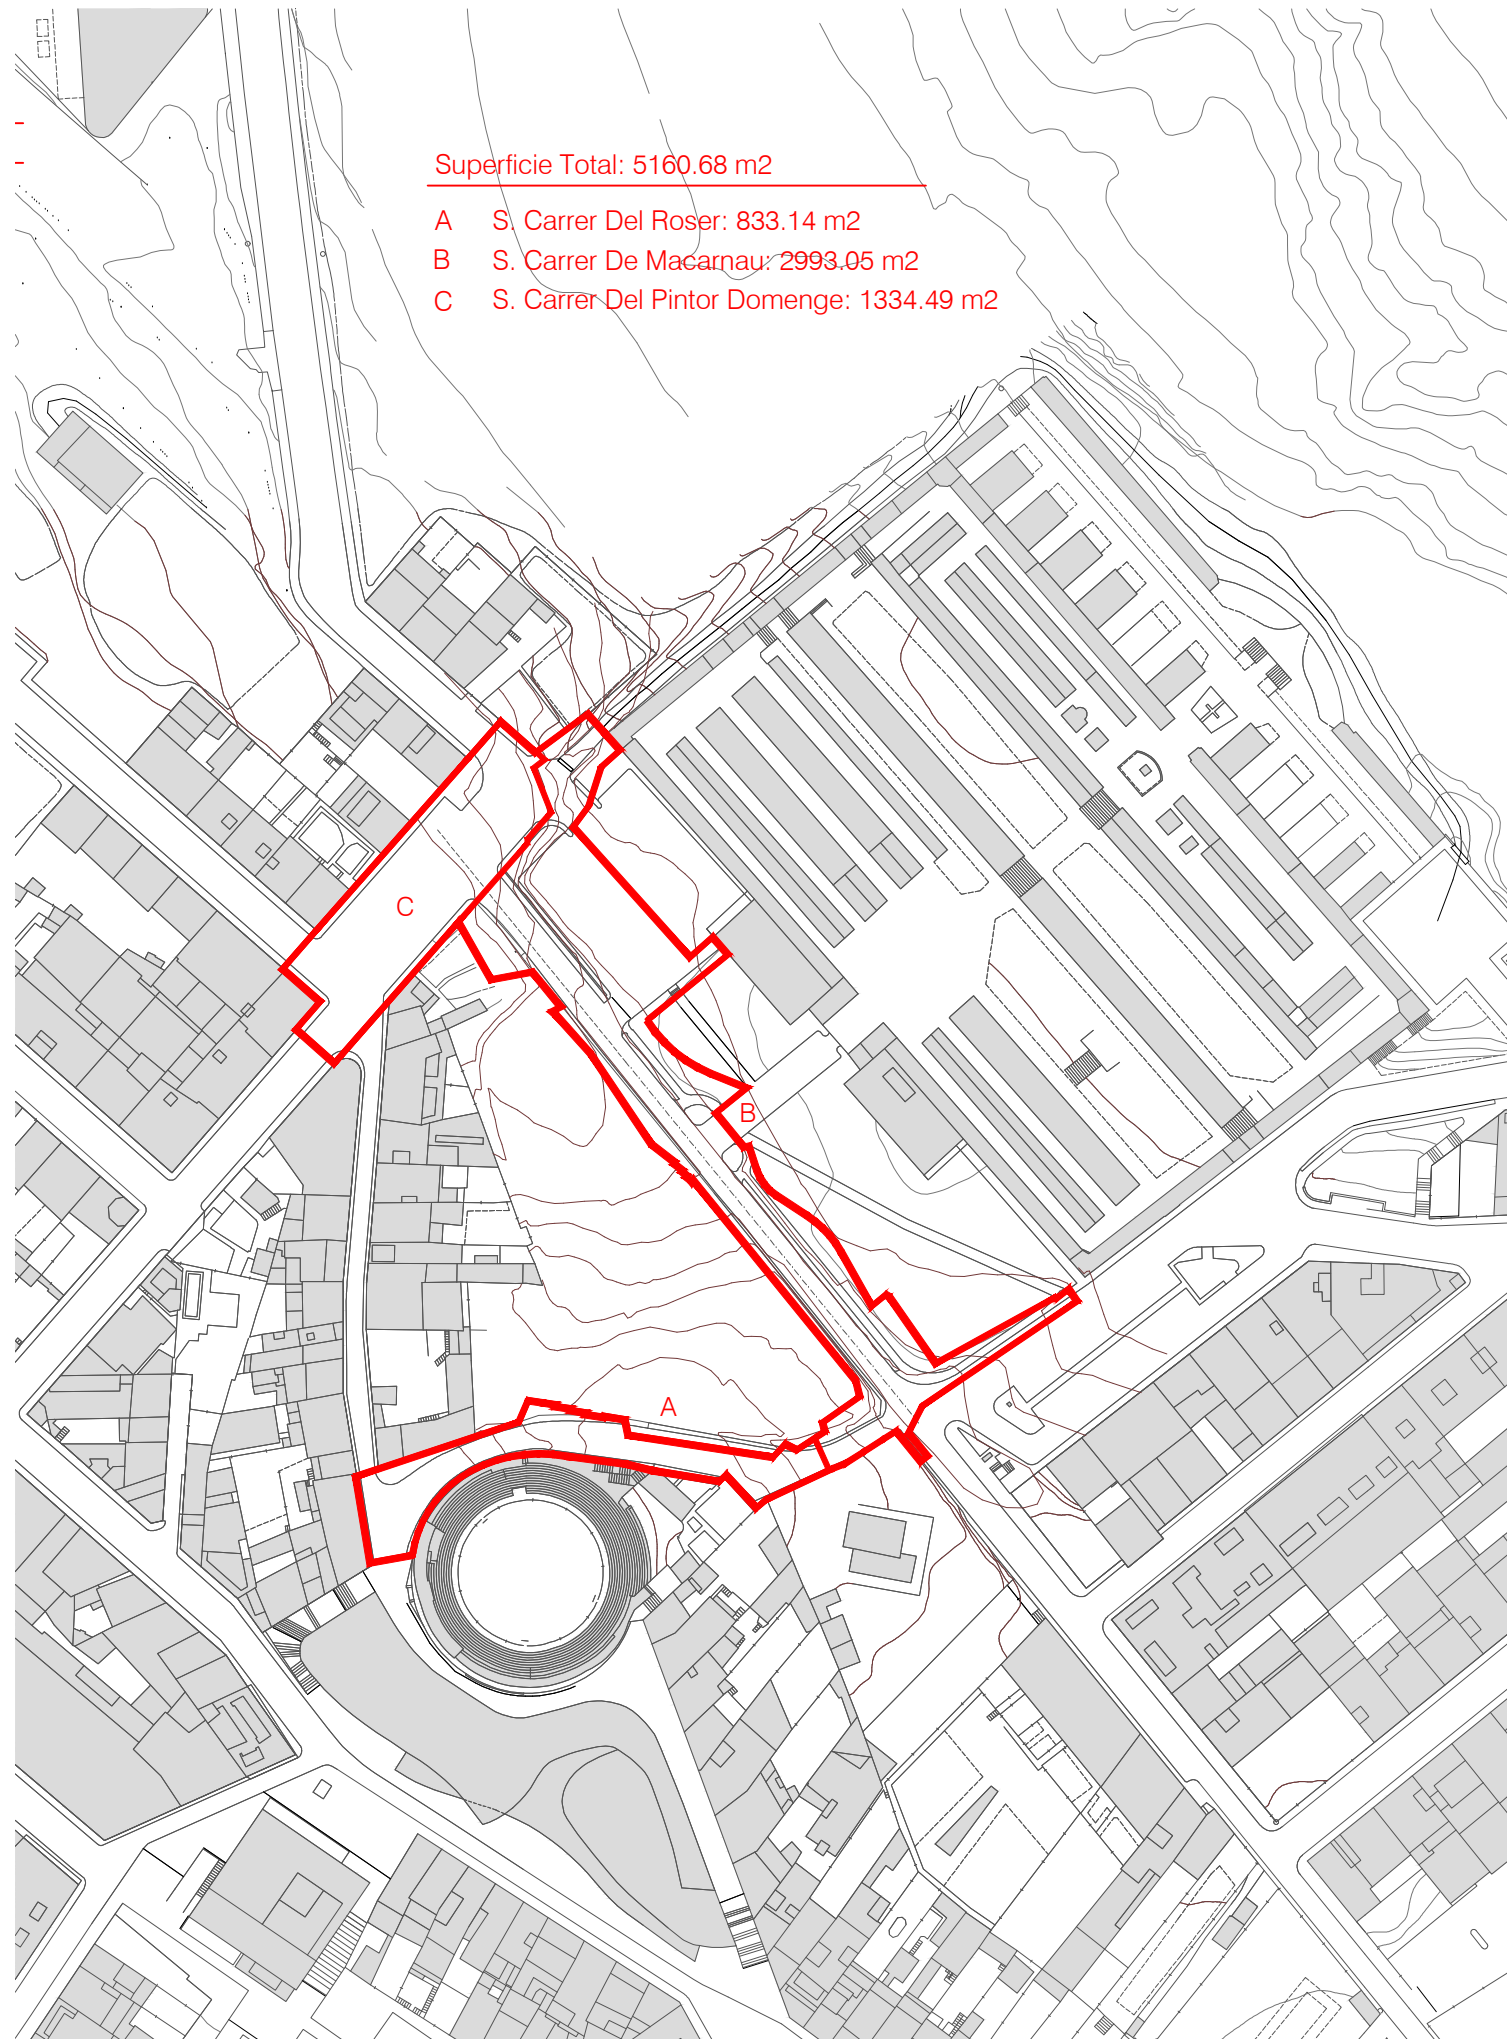 Superficie Total: 5160.68 m2
A S. Carrer Del Roser: 833.14 m2
B S. Carrer De Macarnau: 2993.05 m2
C S. Carrer Del Pintor Domenge: 1334.49 m2
C
B
A